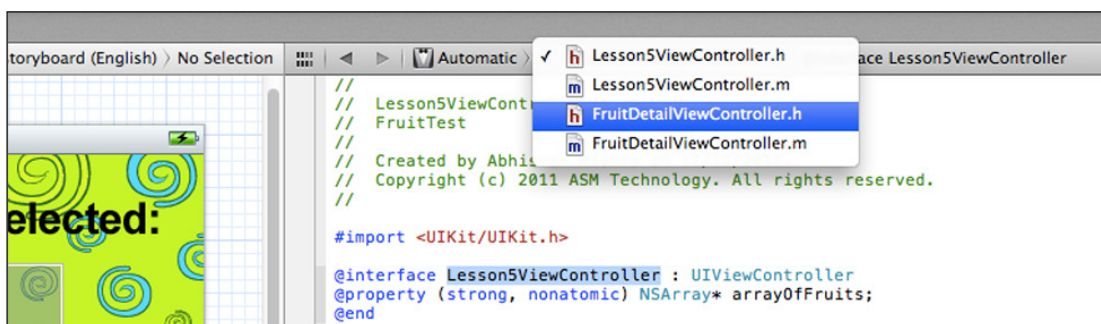 toryboard (English) › No Selection
Automatic ›
✓ Lesson5ViewController.h
ace Lesson5ViewController
m Lesson5ViewController.m
h FruitDetailViewController.h
m FruitDetailViewController.m
elected:
//
// Lesson5ViewContr
// FruitTest
//
// Created by Abhis
// Copyright (c) 2011 ASM Technology. All rights reserved.
//
#import <UIKit/UIKit.h>
@interface Lesson5ViewController : UIViewController
@property (strong, nonatomic) NSArray* arrayOfFruits;
@end